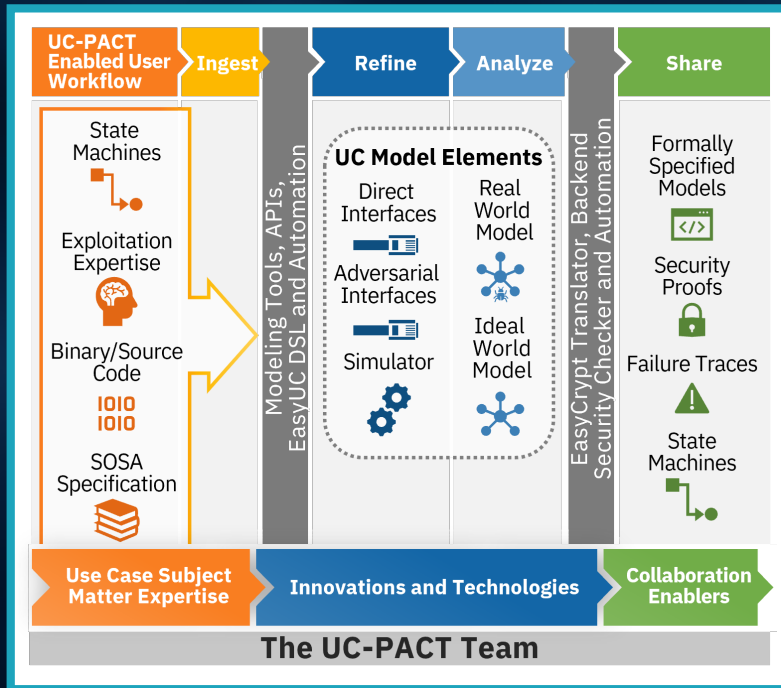 UC-PACT
Enabled User
Workflow
Ingest
Refine
Analyze
Share
State
Machines
Exploitation
Expertise
Binary/Source
Code
IOIO
IOIO
SOSA
Specification
Modeling Tools, APIs,
EasyUC DSL and Automation
UC Model Elements
Direct
Interfaces
Adversarial
Interfaces
Simulator
Real
World
Model
Ideal
World
Model
EasyCrypt Translator, Backend
Security Checker and Automation
Formally
Specified
Models
</>
Security
Proofs
Failure Traces
State
Machines
Use Case Subject
Matter Expertise
Innovations and Technologies
Collaboration
Enablers
The UC-PACT Team